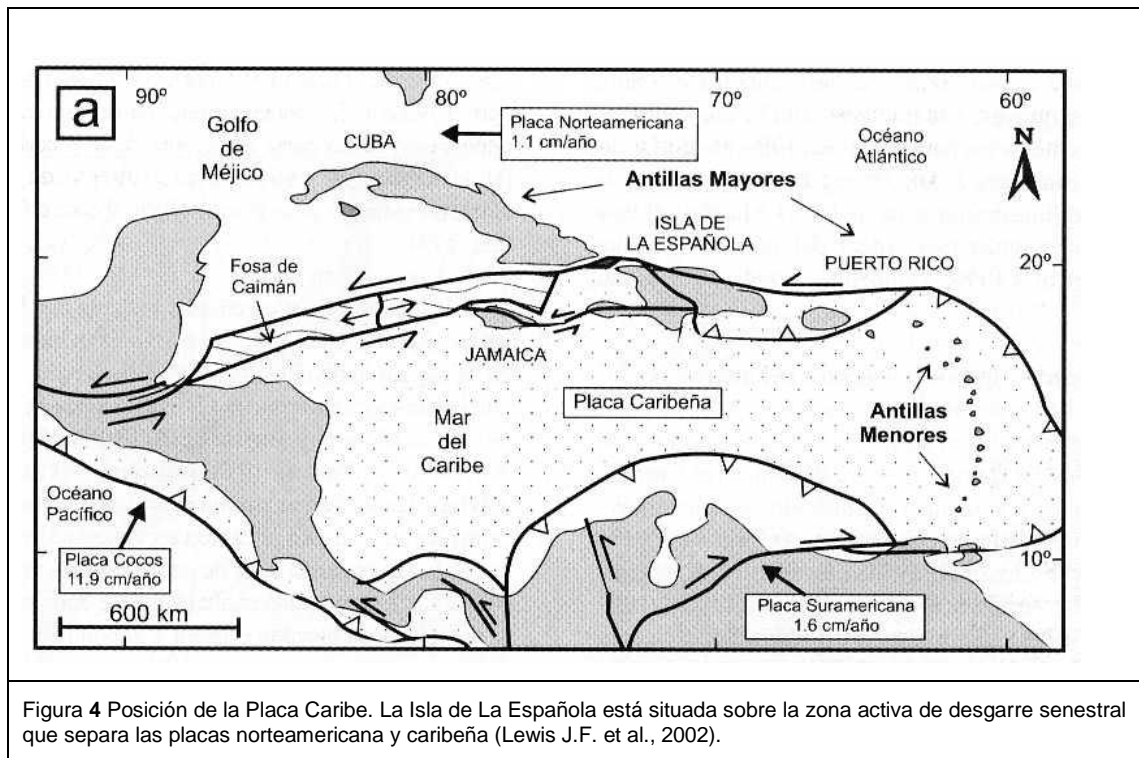 a
90º
80º
70º
60º
Golfo
de
Méjico
CUBA
Placa Norteamericana
1.1 cm/año
Océano
Atlántico
N
Antillas Mayores
ISLA DE
LA ESPAÑOLA
PUERTO RICO
20º
Fosa de
Caimán
JAMAICA
Placa Caribeña
Mar
del
Caribe
Antillas
Menores
Océano
Pacífico
Placa Cocos
11.9 cm/año
10º
600 km
Placa Suramericana
1.6 cm/año
Figura 4 Posición de la Placa Caribe. La Isla de La Española está situada sobre la zona activa de desgarre senestral
que separa las placas norteamericana y caribeña (Lewis J.F. et al., 2002).